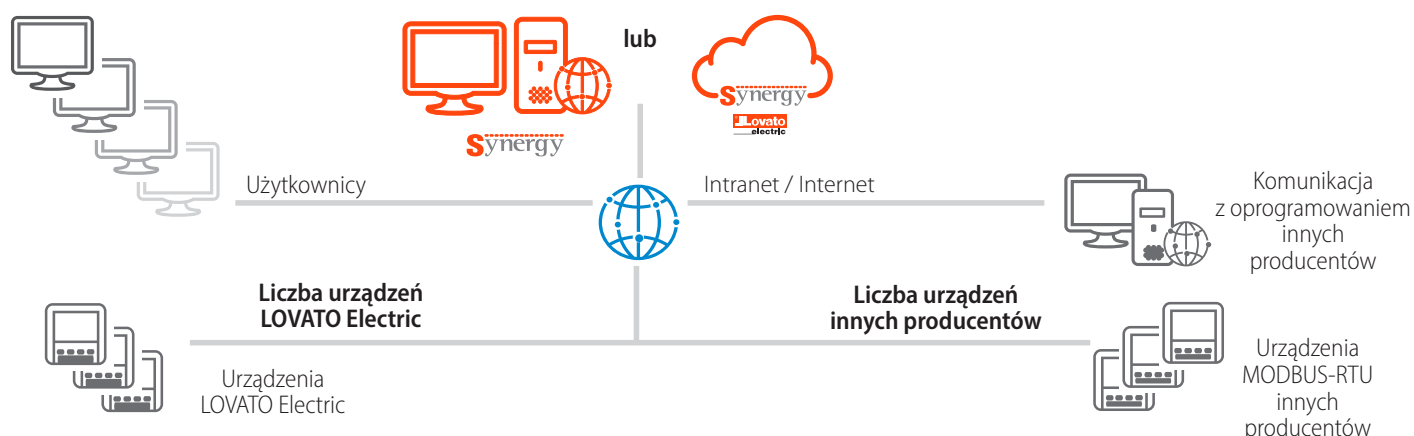 lub
Synergy
Synergy
Lovato
electric
Użytkownicy
Intranet / Internet
Komunikacja
z oprogramowaniem
innych
producentów
Liczba urządzeń
LOVATO Electric
Liczba urządzeń
innych producentów
Urządzenia
LOVATO Electric
Urządzenia
MODBUS-RTU
innych
producentów